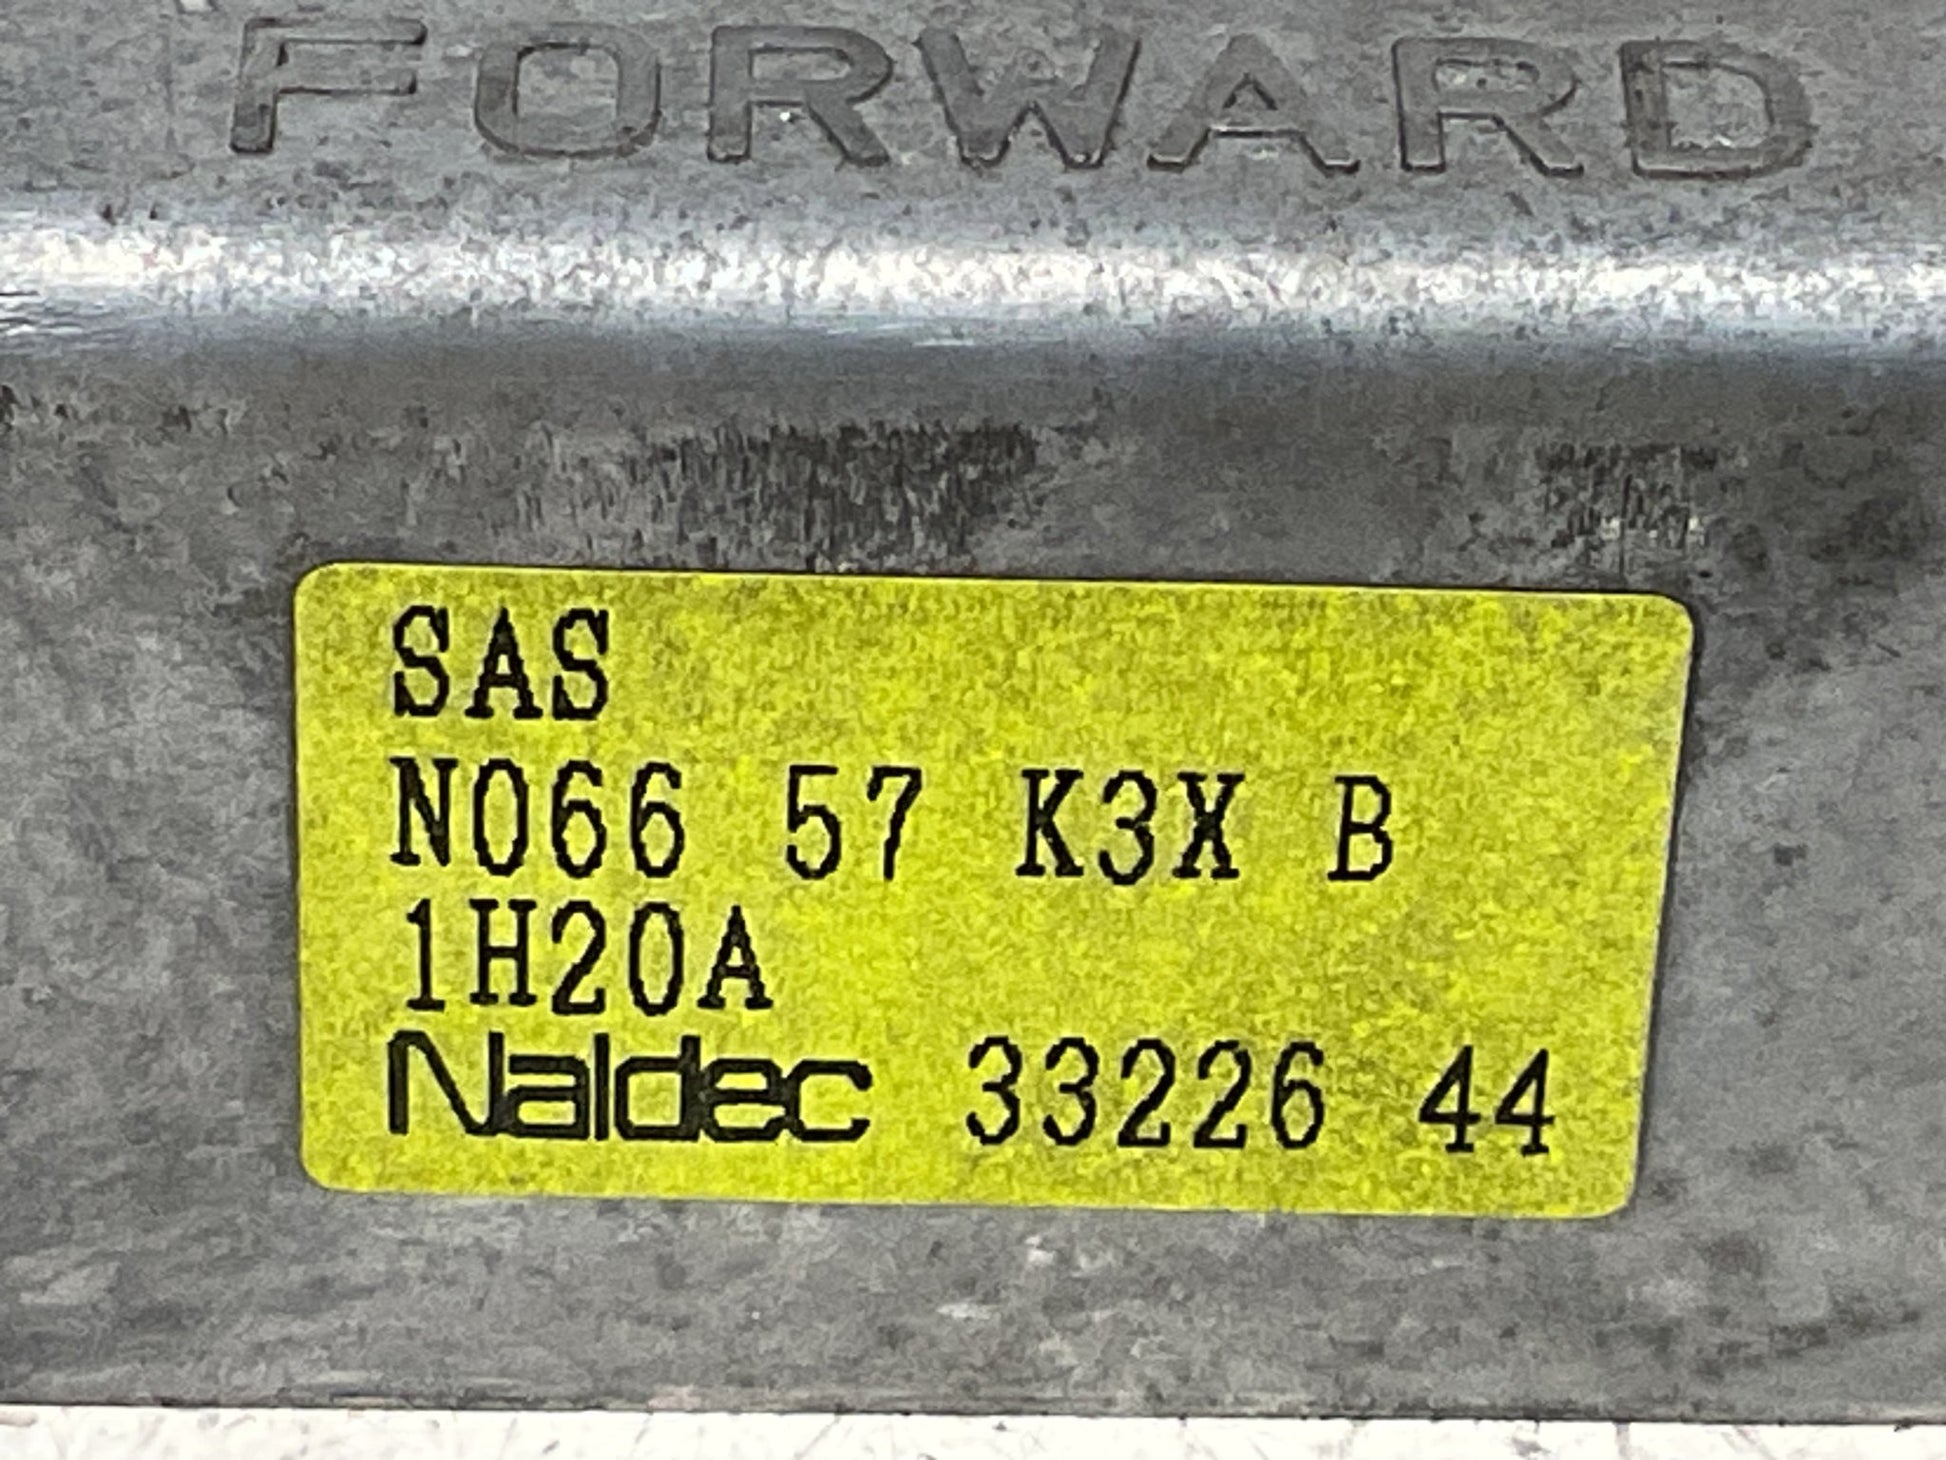 FORWARD
SAS
N066 57 K3X B
1H20A
Naldec 33226 44